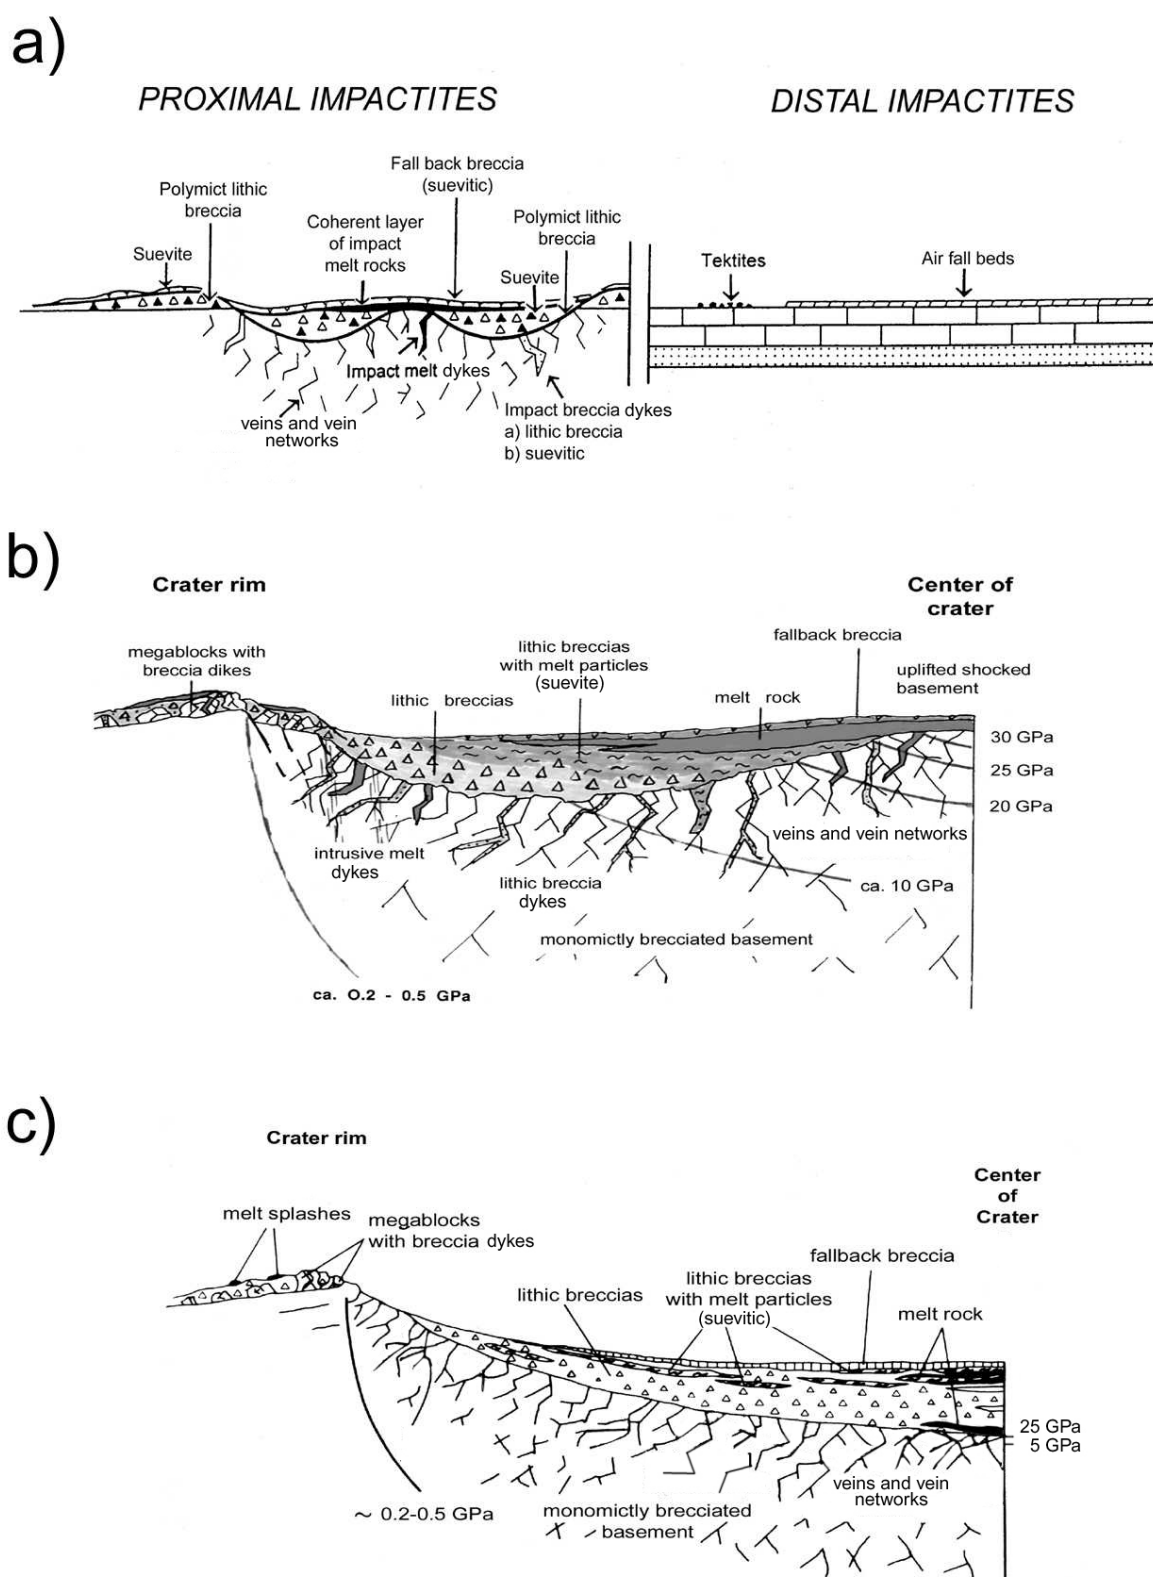 a)
PROXIMAL IMPACTITES
DISTAL IMPACTITES
Fall back breccia
(suevitic)
Polymict lithic
breccia
Coherent layer
of impact
melt rocks
Polymict lithic
breccia
Suevite
Suevite
Tektites
Air fall beds
Impact melt dykes
veins and vein
networks
Impact breccia dykes
a) lithic breccia
b) suevitic
b)
Crater rim
Center of
crater
megablocks with
breccia dikes
lithic breccias
with melt particles
(suevite)
fallback breccia
uplifted shocked
basement
lithic breccias
melt rock
30 GPa
25 GPa
20 GPa
veins and vein networks
intrusive melt
dykes
lithic breccia
dykes
ca. 10 GPa
monomictly brecciated basement
ca. O.2 - 0.5 GPa
c)
Crater rim
Center
of
Crater
melt splashes
megablocks
with breccia dykes
fallback breccia
lithic breccias
lithic breccias
with melt particles
(suevitic)
melt rock
25 GPa
5 GPa
veins and vein
networks
~ 0.2-0.5 GPa
monomictly brecciated
basement